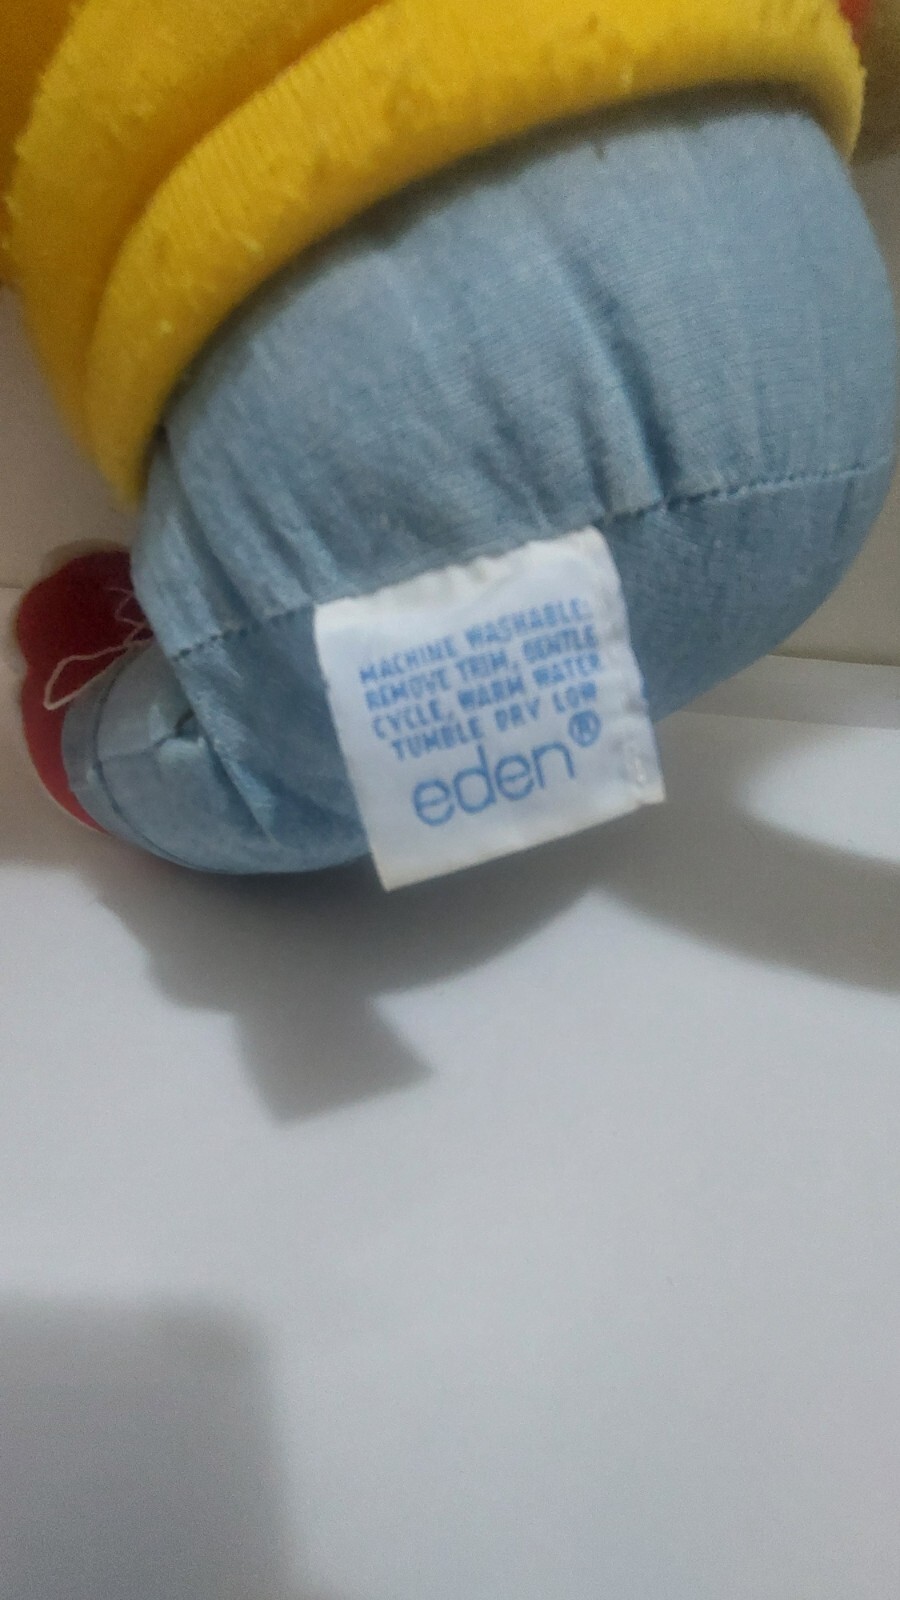 MACHINE WASHABLE.
REMOVE TRIM, GENTLE
CYCLE, WARM WATER
TUMBLE DRY LOW
eden®